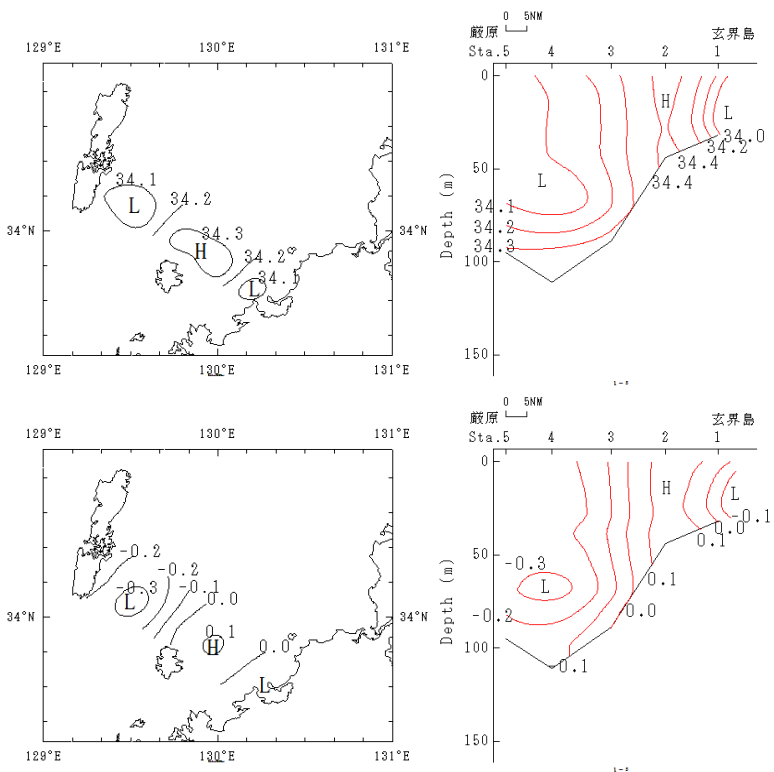 129°E 130°E 131°E
34.1
L
34.2
34°N 34°N
34.3
H
34.2
34.1
L
129°E 130°E 131°E
0 5NM
厳原 玄界島
Sta.5 4 3 2 1
0
H
L
34.0
34.2
34.4
50
34.4
L
34.1
34.2
34.3
100
150
Depth (m)
129°E 130°E 131°E
-0.2
-0.2
-0.3
-0.1
L
0.0
34°N 34°N
0.1
H
0.0
L
129°E 130°E 131°E
0 5NM
厳原 玄界島
Sta.5 4 3 2 1
0
H
L
-0.1
0.0
0.1
50
-0.3
0.1
L
-0.2
0.0
100
-0.1
150
Depth (m)